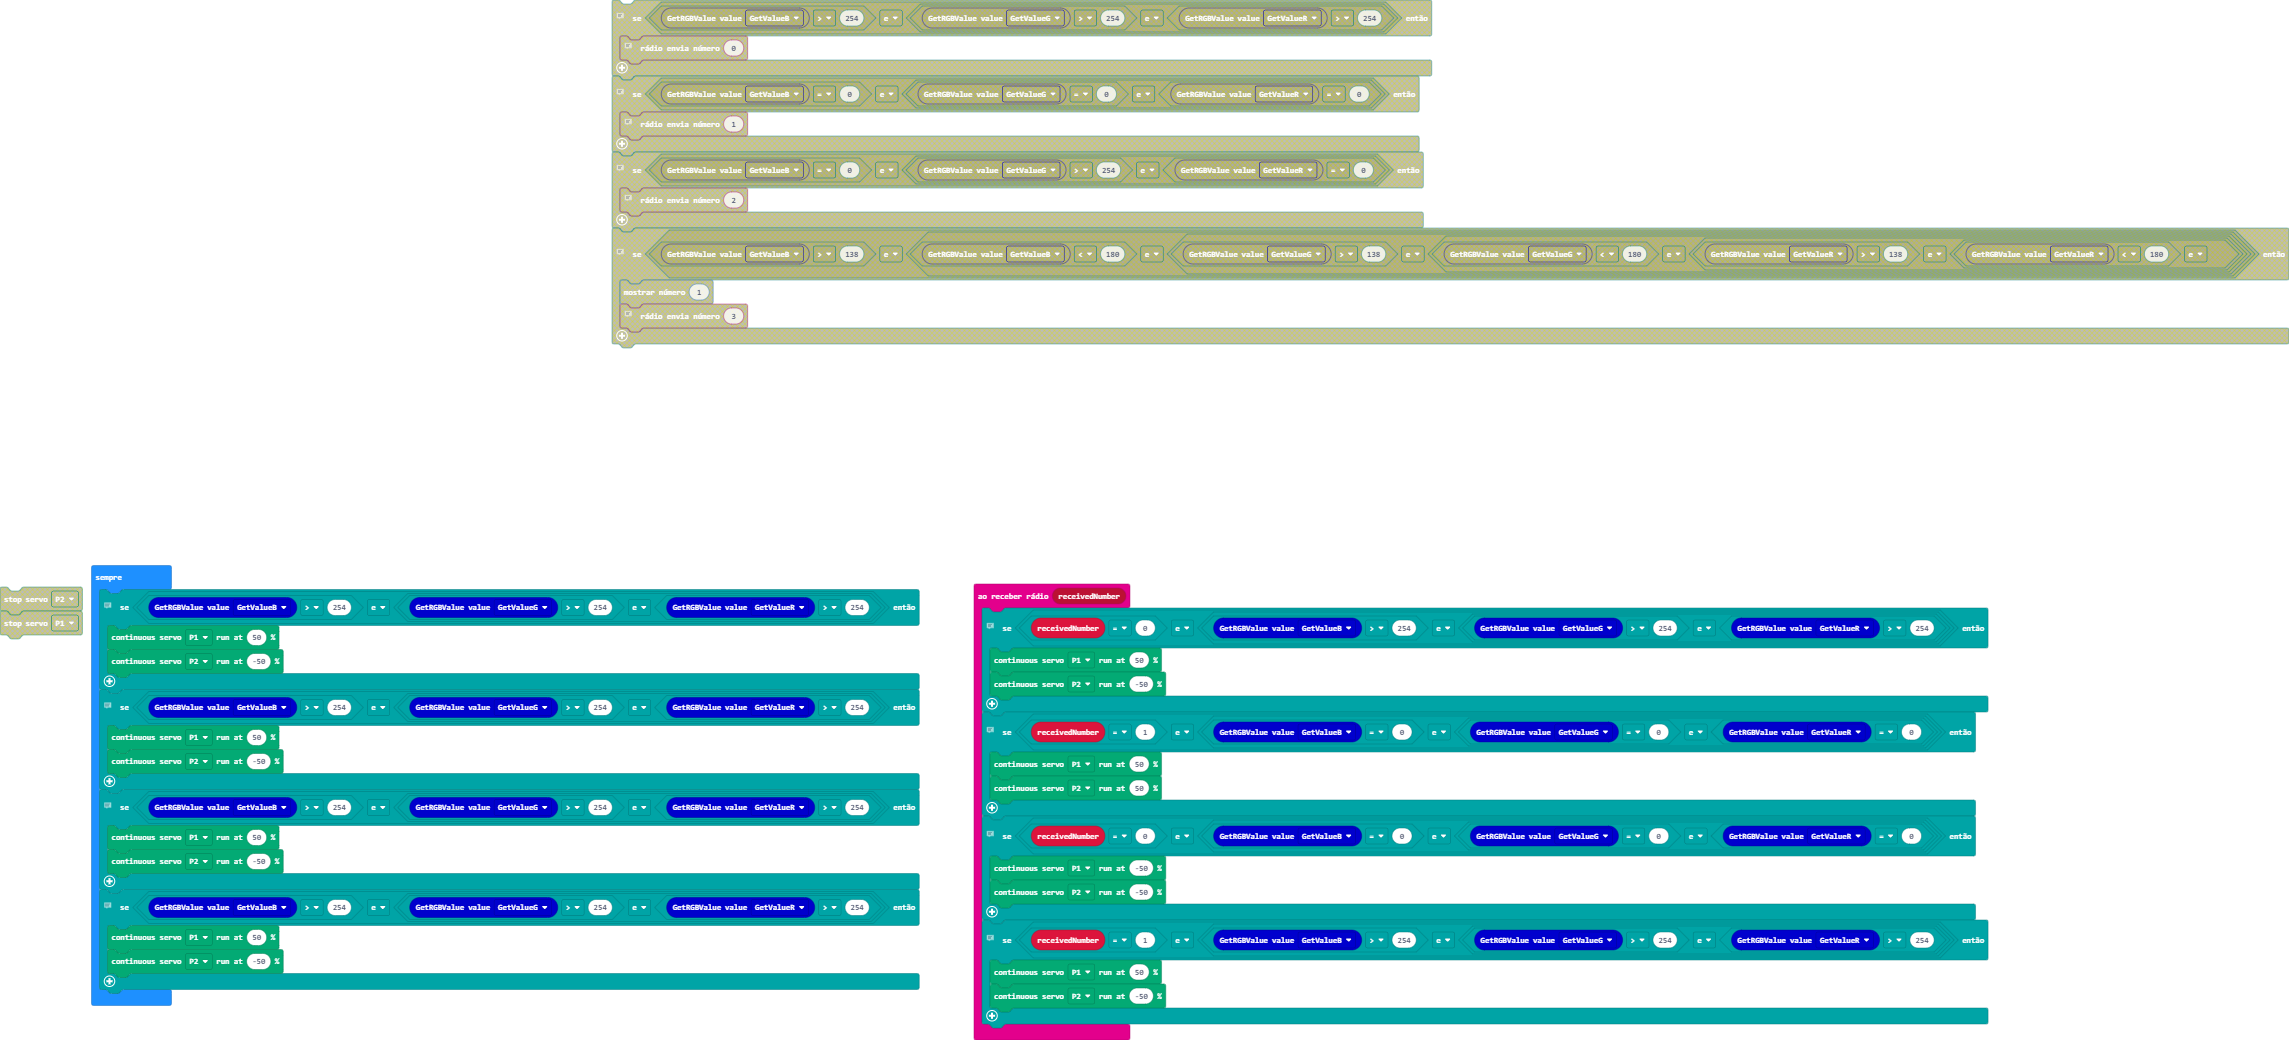 se GetRGBValue value GetValueB > 254 e GetRGBValue value GetValueG > 254 e GetRGBValue value GetValueR > 254 então
rádio envia número 0
se GetRGBValue value GetValueB = 0 e GetRGBValue value GetValueG = 0 e GetRGBValue value GetValueR = 0 então
rádio envia número 1
se GetRGBValue value GetValueB = 0 e GetRGBValue value GetValueG > 254 e GetRGBValue value GetValueR = 0 então
rádio envia número 2
se GetRGBValue value GetValueB > 138 e GetRGBValue value GetValueB < 180 e GetRGBValue value GetValueG > 138 e GetRGBValue value GetValueG < 180 e GetRGBValue value GetValueR > 138 e GetRGBValue value GetValueR < 180 e então
mostrar número 1
rádio envia número 3
stop servo P2
stop servo P1
sempre
se GetRGBValue value GetValueB > 254 e GetRGBValue value GetValueG > 254 e GetRGBValue value GetValueR > 254 então
continuous servo P1 run at 50 %
continuous servo P2 run at -50 %
se GetRGBValue value GetValueB > 254 e GetRGBValue value GetValueG > 254 e GetRGBValue value GetValueR > 254 então
continuous servo P1 run at 50 %
continuous servo P2 run at -50 %
se GetRGBValue value GetValueB > 254 e GetRGBValue value GetValueG > 254 e GetRGBValue value GetValueR > 254 então
continuous servo P1 run at 50 %
continuous servo P2 run at -50 %
se GetRGBValue value GetValueB > 254 e GetRGBValue value GetValueG > 254 e GetRGBValue value GetValueR > 254 então
continuous servo P1 run at 50 %
continuous servo P2 run at -50 %
ao receber rádio receivedNumber
se receivedNumber = 0 e GetRGBValue value GetValueB > 254 e GetRGBValue value GetValueG > 254 e GetRGBValue value GetValueR > 254 então
continuous servo P1 run at 50 %
continuous servo P2 run at -50 %
se receivedNumber = 1 e GetRGBValue value GetValueB = 0 e GetRGBValue value GetValueG = 0 e GetRGBValue value GetValueR = 0 então
continuous servo P1 run at 50 %
continuous servo P2 run at 50 %
se receivedNumber = 0 e GetRGBValue value GetValueB = 0 e GetRGBValue value GetValueG = 0 e GetRGBValue value GetValueR = 0 então
continuous servo P1 run at -50 %
continuous servo P2 run at -50 %
se receivedNumber = 1 e GetRGBValue value GetValueB > 254 e GetRGBValue value GetValueG > 254 e GetRGBValue value GetValueR > 254 então
continuous servo P1 run at 50 %
continuous servo P2 run at -50 %